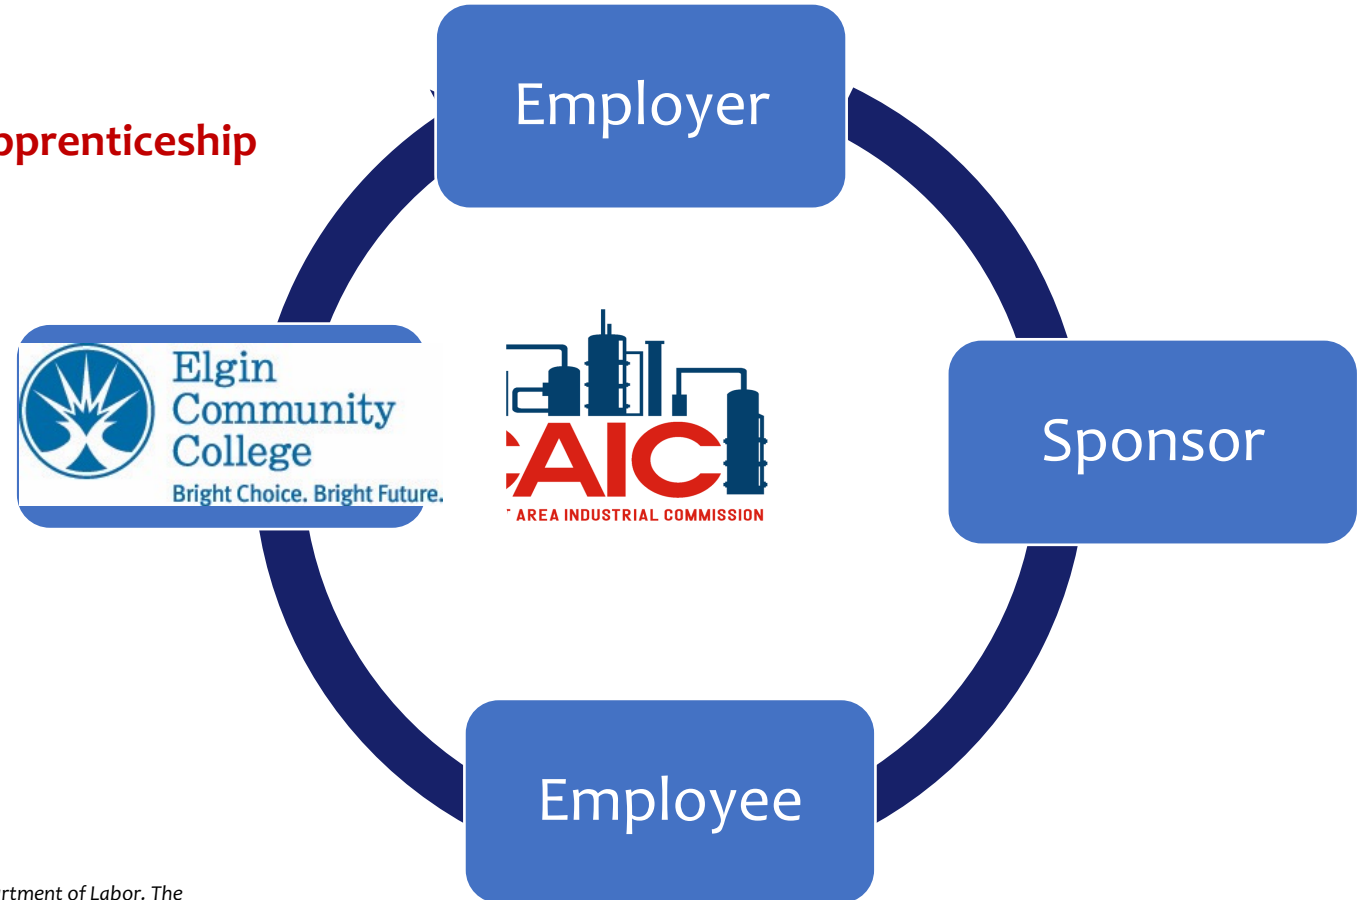 Employer
pprenticeship
Elgin
Community
College
Bright Choice. Bright Future.
AIC
AREA INDUSTRIAL COMMISSION
Sponsor
Employee
rtment of Labor. The